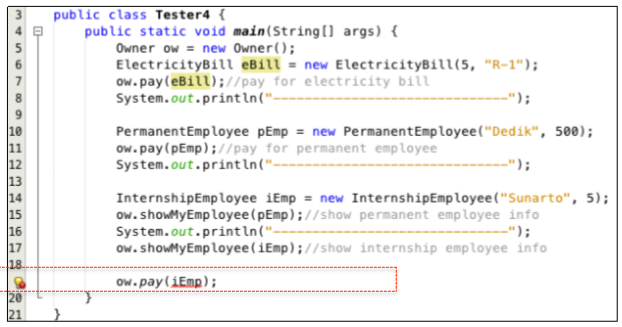 3 public class Tester4 {
4 public static void main(String[] args) {
5 Owner ow = new Owner();
6 ElectricityBill eBill = new ElectricityBill(5, "R-1");
7 ow.pay(eBill);//pay for electricity bill
8 System.out.println("------------------------------");
9
10 PermanentEmployee pEmp = new PermanentEmployee("Dedik", 500);
11 ow.pay(pEmp);//pay for permanent employee
12 System.out.println("------------------------------");
13
14 InternshipEmployee iEmp = new InternshipEmployee("Sunarto", 5);
15 ow.showMyEmployee(pEmp);//show permanent employee info
16 System.out.println("------------------------------");
17 ow.showMyEmployee(iEmp);//show internship employee info
18
ow.pay(iEmp);
20 }
21 }